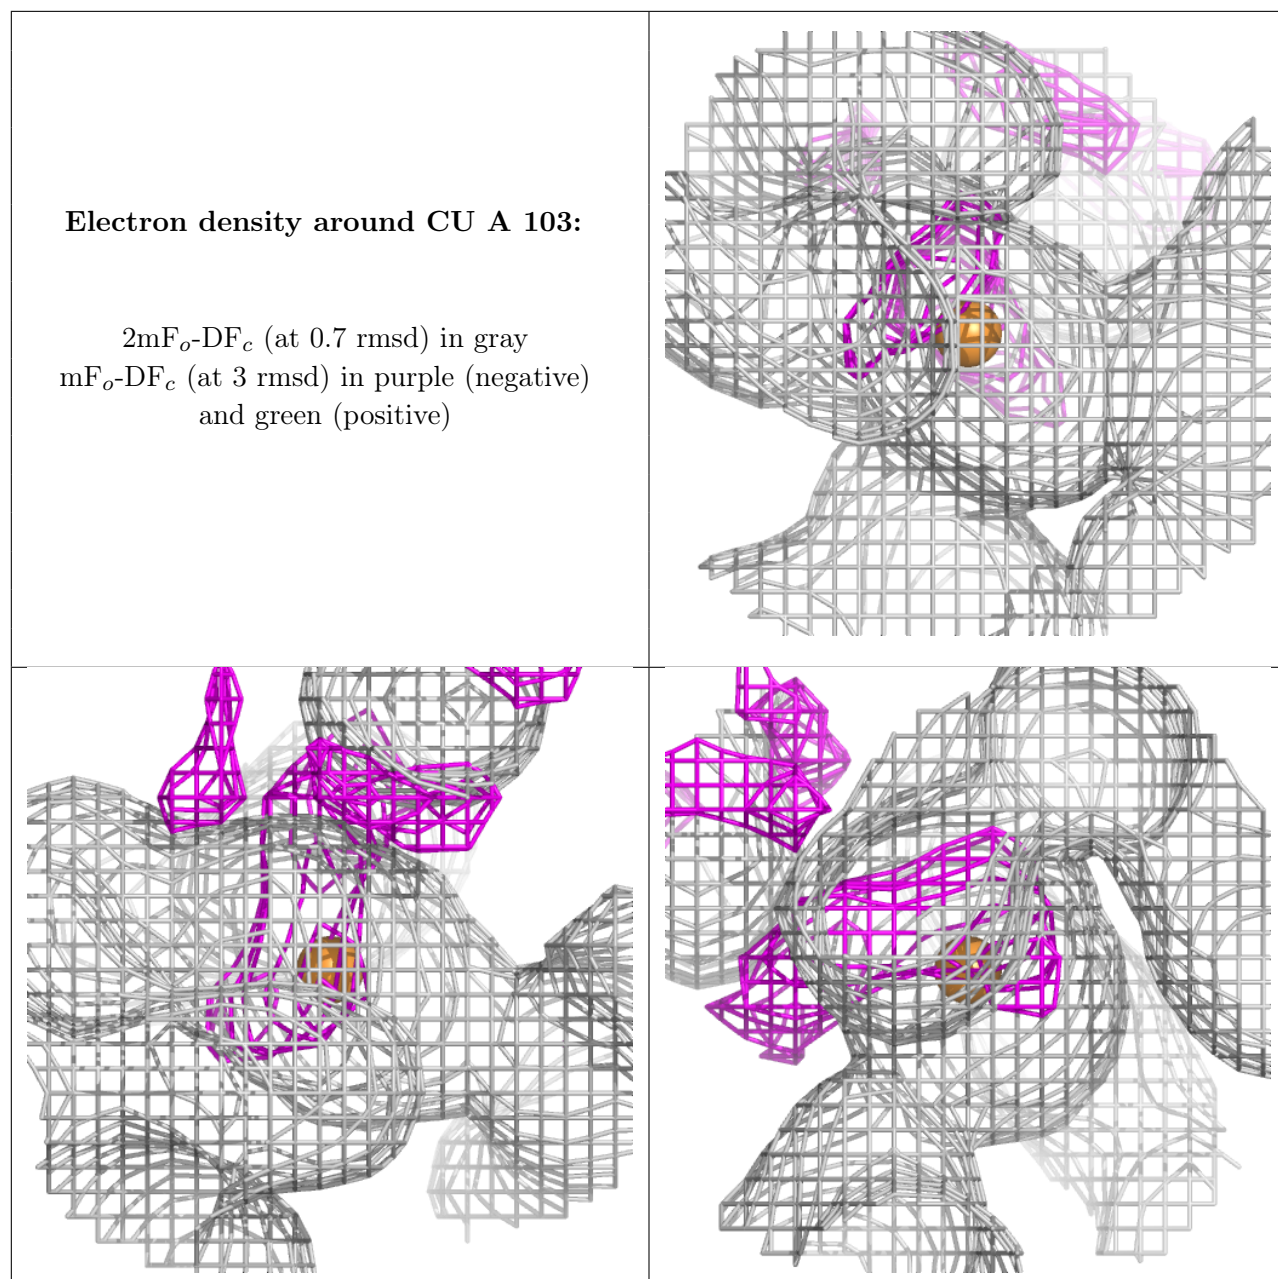 Electron density around CU A 103:
2mFo-DFc (at 0.7 rmsd) in gray
mFo-DFc (at 3 rmsd) in purple (negative)
and green (positive)